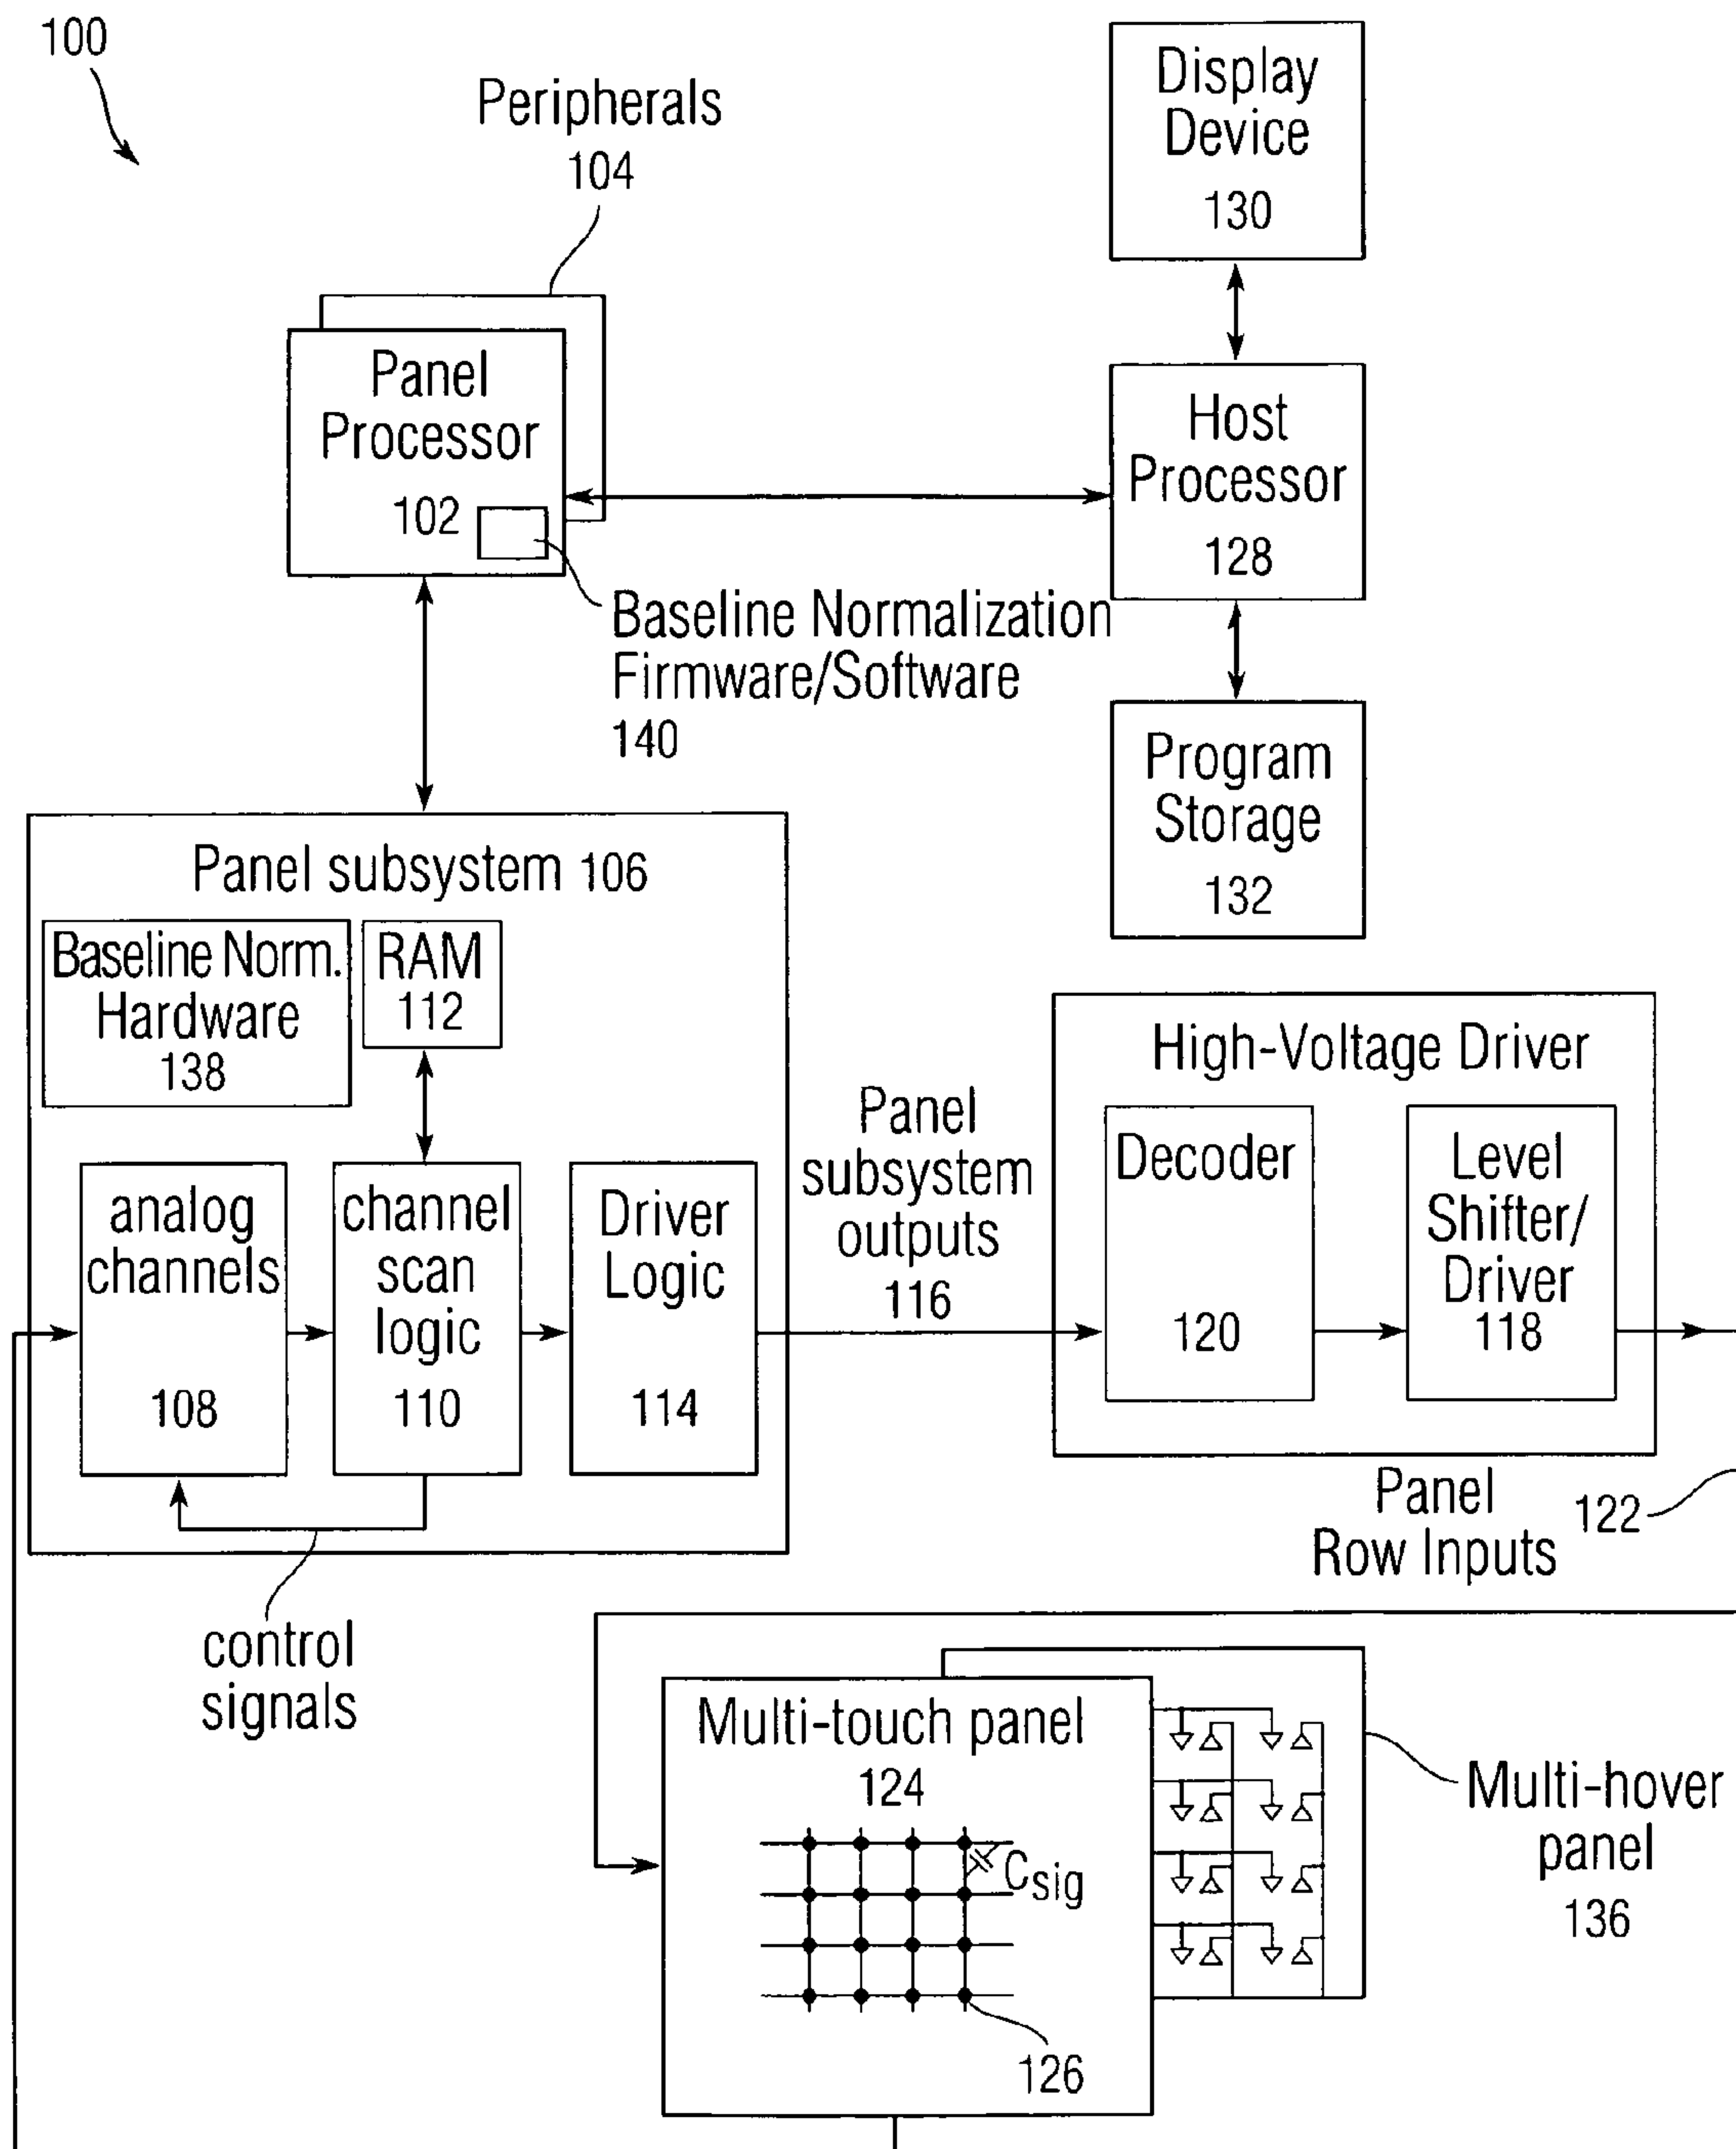 100
Peripherals
104
Display
Device
130
Panel
Processor
102
Host
Processor
128
Baseline Normalization
Firmware/Software
140
Program
Storage
132
Panel subsystem 106
Baseline Norm.
Hardware
138
RAM
112
analog
channels
108
channel
scan
logic
110
Driver
Logic
114
control
signals
Panel
subsystem
outputs
116
High-Voltage Driver
Decoder
120
Level
Shifter/
Driver
118
Panel
Row Inputs
122
Multi-touch panel
124
Csig
126
Multi-hover
panel
136